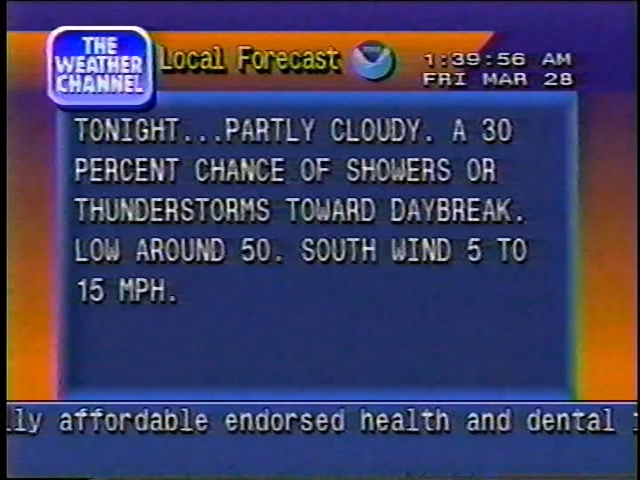 THE
WEATHER
CHANNEL
Local Forecast
1:39:56 AM
FRI MAR 28
TONIGHT...PARTLY CLOUDY. A 30
PERCENT CHANCE OF SHOWERS OR
THUNDERSTORMS TOWARD DAYBREAK.
LOW AROUND 50. SOUTH WIND 5 TO
15 MPH.
lly affordable endorsed health and dental